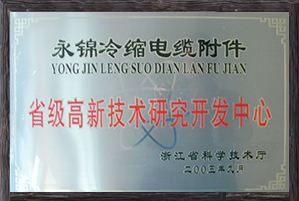 永锦冷缩电缆附件
YONG JIN LENG SUO DIAN LAN FU JIAN
省级高新技术研究开发中心
浙江省科学技术厅
二00三年九月